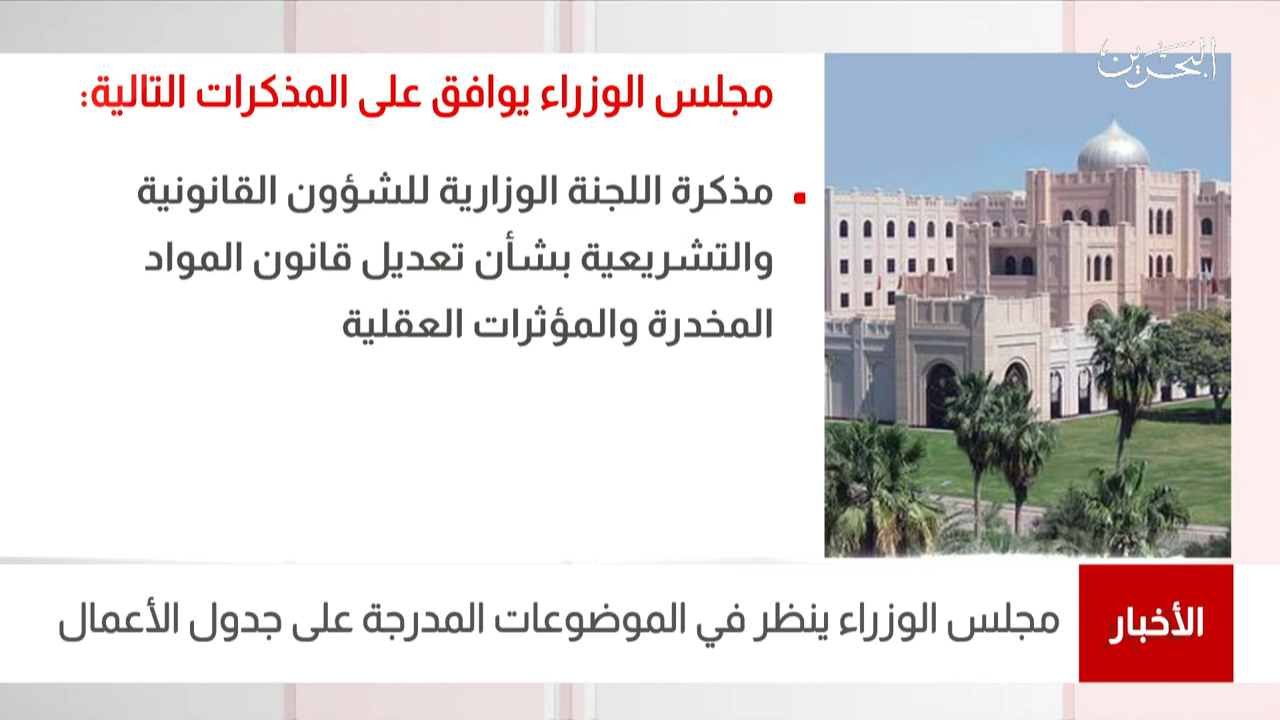 البحرين
مجلس الوزراء يوافق على المذكرات التالية:
مذكرة اللجنة الوزارية للشؤون القانونية
والتشريعية بشأن تعديل قانون المواد
المخدرة والمؤثرات العقلية
الأخبار
مجلس الوزراء ينظر في الموضوعات المدرجة على جدول الأعمال